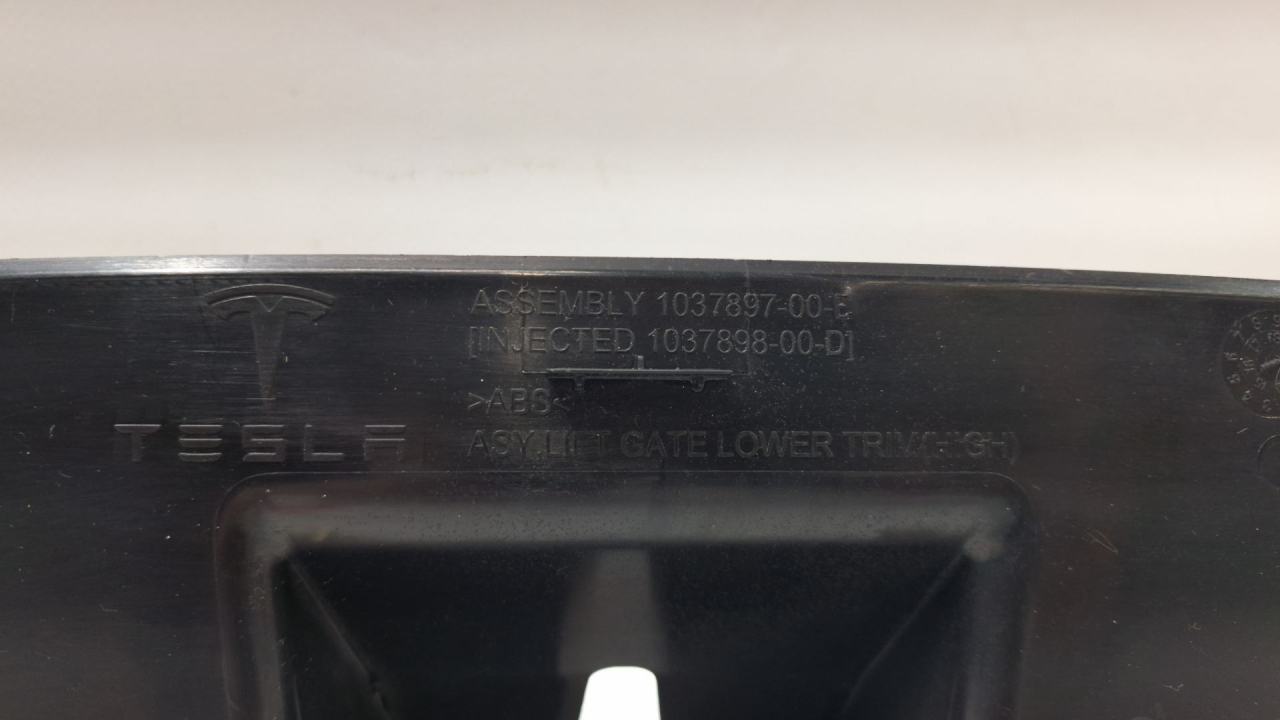 TESLA
ASSEMBLY 1037897-00-E
[INJECTED 1037898-00-D]
>ABS<
ASY,LIFT GATE LOWER TRIM(HIGH)